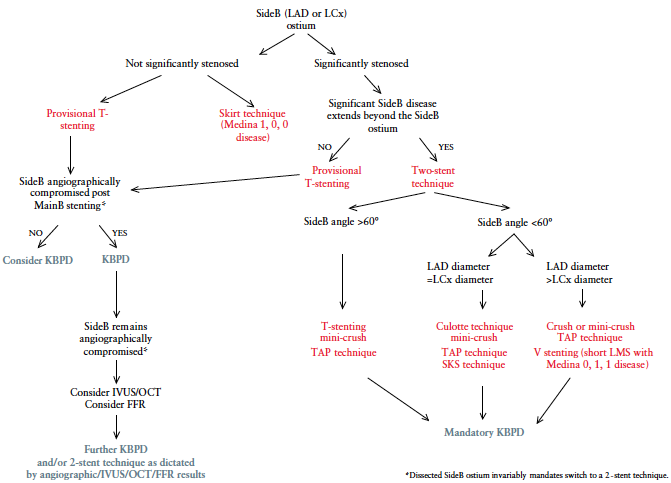 SideB (LAD or LCx)
ostium
Not significantly stenosed
Significantly stenosed
Provisional T-
stenting
Skirt technique
(Medina 1, 0, 0
disease)
Significant SideB disease
extends beyond the SideB
ostium
NO
YES
Provisional
T-stenting
Two-stent
technique
SideB angiographically
compromised post
MainB stenting*
NO
YES
Consider KBPD
KBPD
SideB angle >60°
SideB angle <60°
LAD diameter
=LCx diameter
LAD diameter
>LCx diameter
SideB remains
angiographically
compromised*
T-stenting
mini-crush
TAP technique
Culotte technique
mini-crush
TAP technique
SKS technique
Crush or mini-crush
TAP technique
V stenting (short LMS with
Medina 0, 1, 1 disease)
Consider IVUS/OCT
Consider FFR
Mandatory KBPD
Further KBPD
and/or 2-stent technique as dictated
by angiographic/IVUS/OCT/FFR results
*Dissected SideB ostium invariably mandates switch to a 2-stent technique.